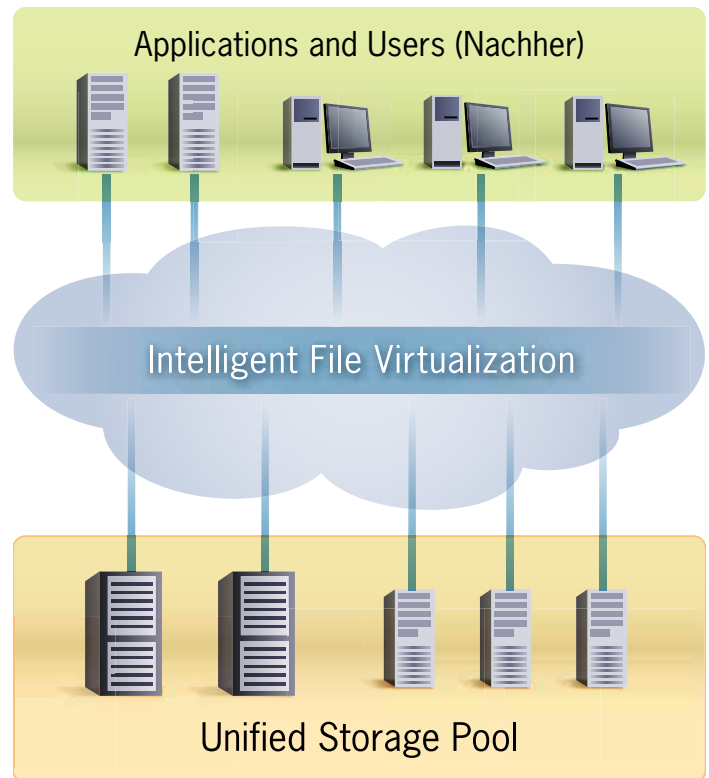 Applications and Users (Nachher)
Intelligent File Virtualization
Unified Storage Pool